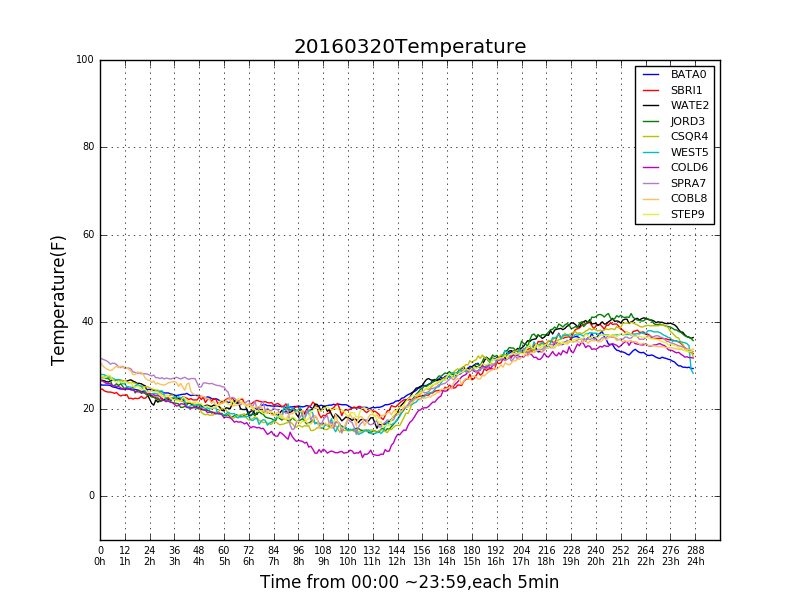 20160320Temperature
100
80
60
40
20
0
Temperature(F)
BATA0
SBRI1
WATE2
JORD3
CSQR4
WEST5
COLD6
SPRA7
COBL8
STEP9
0 12 24 36 48 60 72 84 96 108 120 132 144 156 168 180 192 204 216 228 240 252 264 276 288
0h 1h 2h 3h 4h 5h 6h 7h 8h 9h 10h 11h 12h 13h 14h 15h 16h 17h 18h 19h 20h 21h 22h 23h 24h
Time from 00:00 ~23:59,each 5min